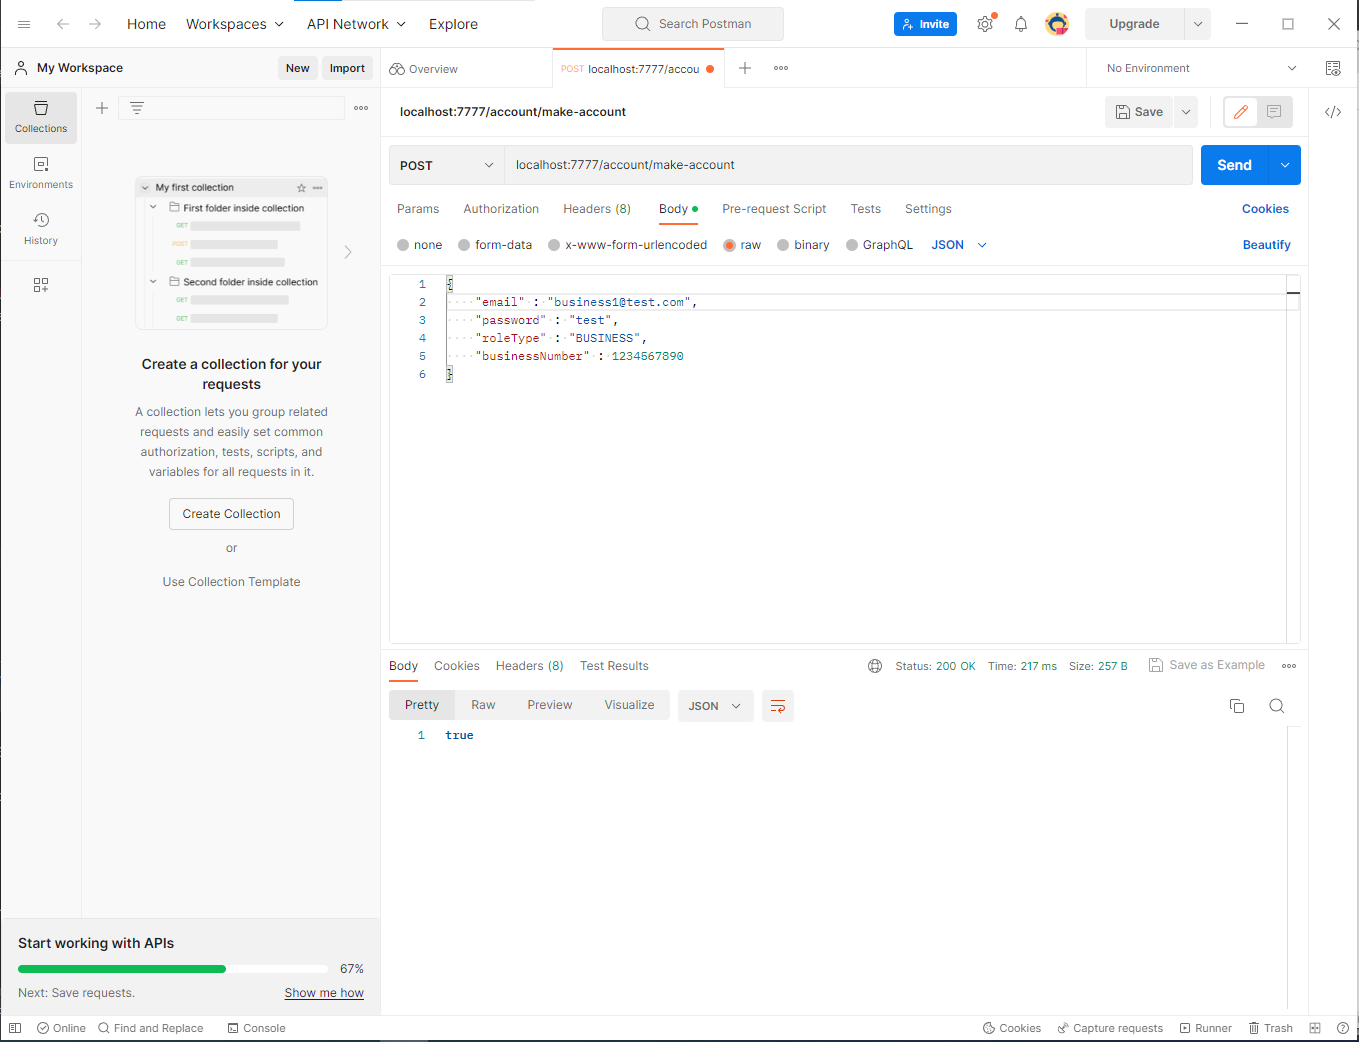 Home Workspaces API Network Explore Search Postman Invite Upgrade
My Workspace New Import Overview POST localhost:7777/accou No Environment
Collections
Environments
History
My first collection
First folder inside collection
GET
POST
GET
Second folder inside collection
GET
GET
Create a collection for your
requests
A collection lets you group related
requests and easily set common
authorization, tests, scripts, and
variables for all requests in it.
Create Collection
or
Use Collection Template
Start working with APIs
67%
Next: Save requests. Show me how
localhost:7777/account/make-account Save
POST localhost:7777/account/make-account Send
Params Authorization Headers (8) Body Pre-request Script Tests Settings Cookies
none form-data x-www-form-urlencoded raw binary GraphQL JSON Beautify
1 {
2 "email" : "business1@test.com",
3 "password" : "test",
4 "roleType" : "BUSINESS",
5 "businessNumber" : 1234567890
6 }
Body Cookies Headers (8) Test Results Status: 200 OK Time: 217 ms Size: 257 B Save as Example
Pretty Raw Preview Visualize JSON
1 true
Online Find and Replace Console Cookies Capture requests Runner Trash